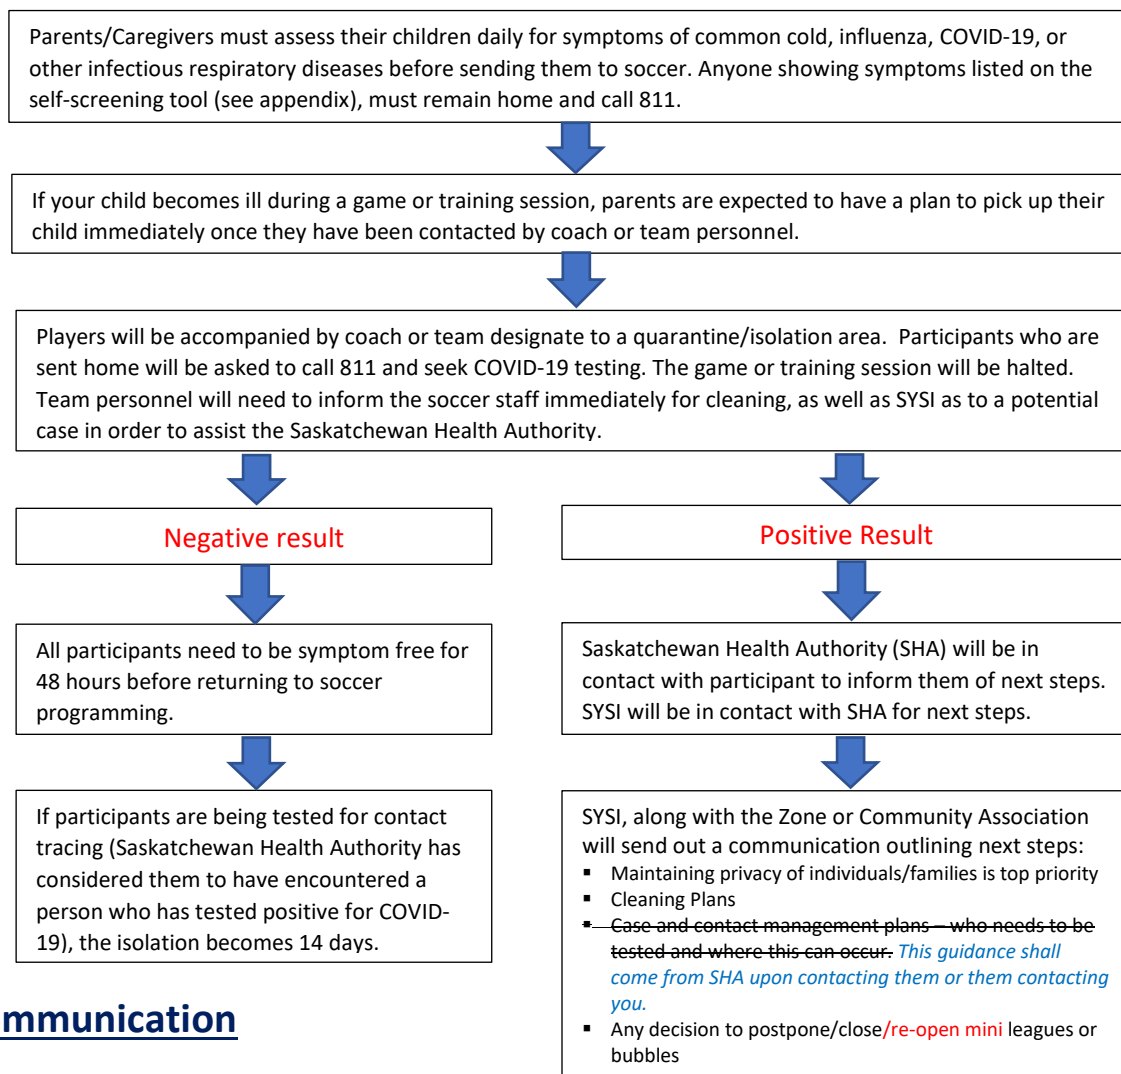 Parents/Caregivers must assess their children daily for symptoms of common cold, influenza, COVID-19, or
other infectious respiratory diseases before sending them to soccer. Anyone showing symptoms listed on the
self-screening tool (see appendix), must remain home and call 811.
If your child becomes ill during a game or training session, parents are expected to have a plan to pick up their
child immediately once they have been contacted by coach or team personnel.
Players will be accompanied by coach or team designate to a quarantine/isolation area. Participants who are
sent home will be asked to call 811 and seek COVID-19 testing. The game or training session will be halted.
Team personnel will need to inform the soccer staff immediately for cleaning, as well as SYSI as to a potential
case in order to assist the Saskatchewan Health Authority.
Negative result
All participants need to be symptom free for
48 hours before returning to soccer
programming.
If participants are being tested for contact
tracing (Saskatchewan Health Authority has
considered them to have encountered a
person who has tested positive for COVID-
19), the isolation becomes 14 days.
Positive Result
Saskatchewan Health Authority (SHA) will be in
contact with participant to inform them of next steps.
SYSI will be in contact with SHA for next steps.
SYSI, along with the Zone or Community Association
will send out a communication outlining next steps:
▪ Maintaining privacy of individuals/families is top priority
▪ Cleaning Plans
▪ Case and contact management plans – who needs to be
tested and where this can occur. This guidance shall
come from SHA upon contacting them or them contacting
you.
▪ Any decision to postpone/close/re-open mini leagues or
bubbles
mmunication